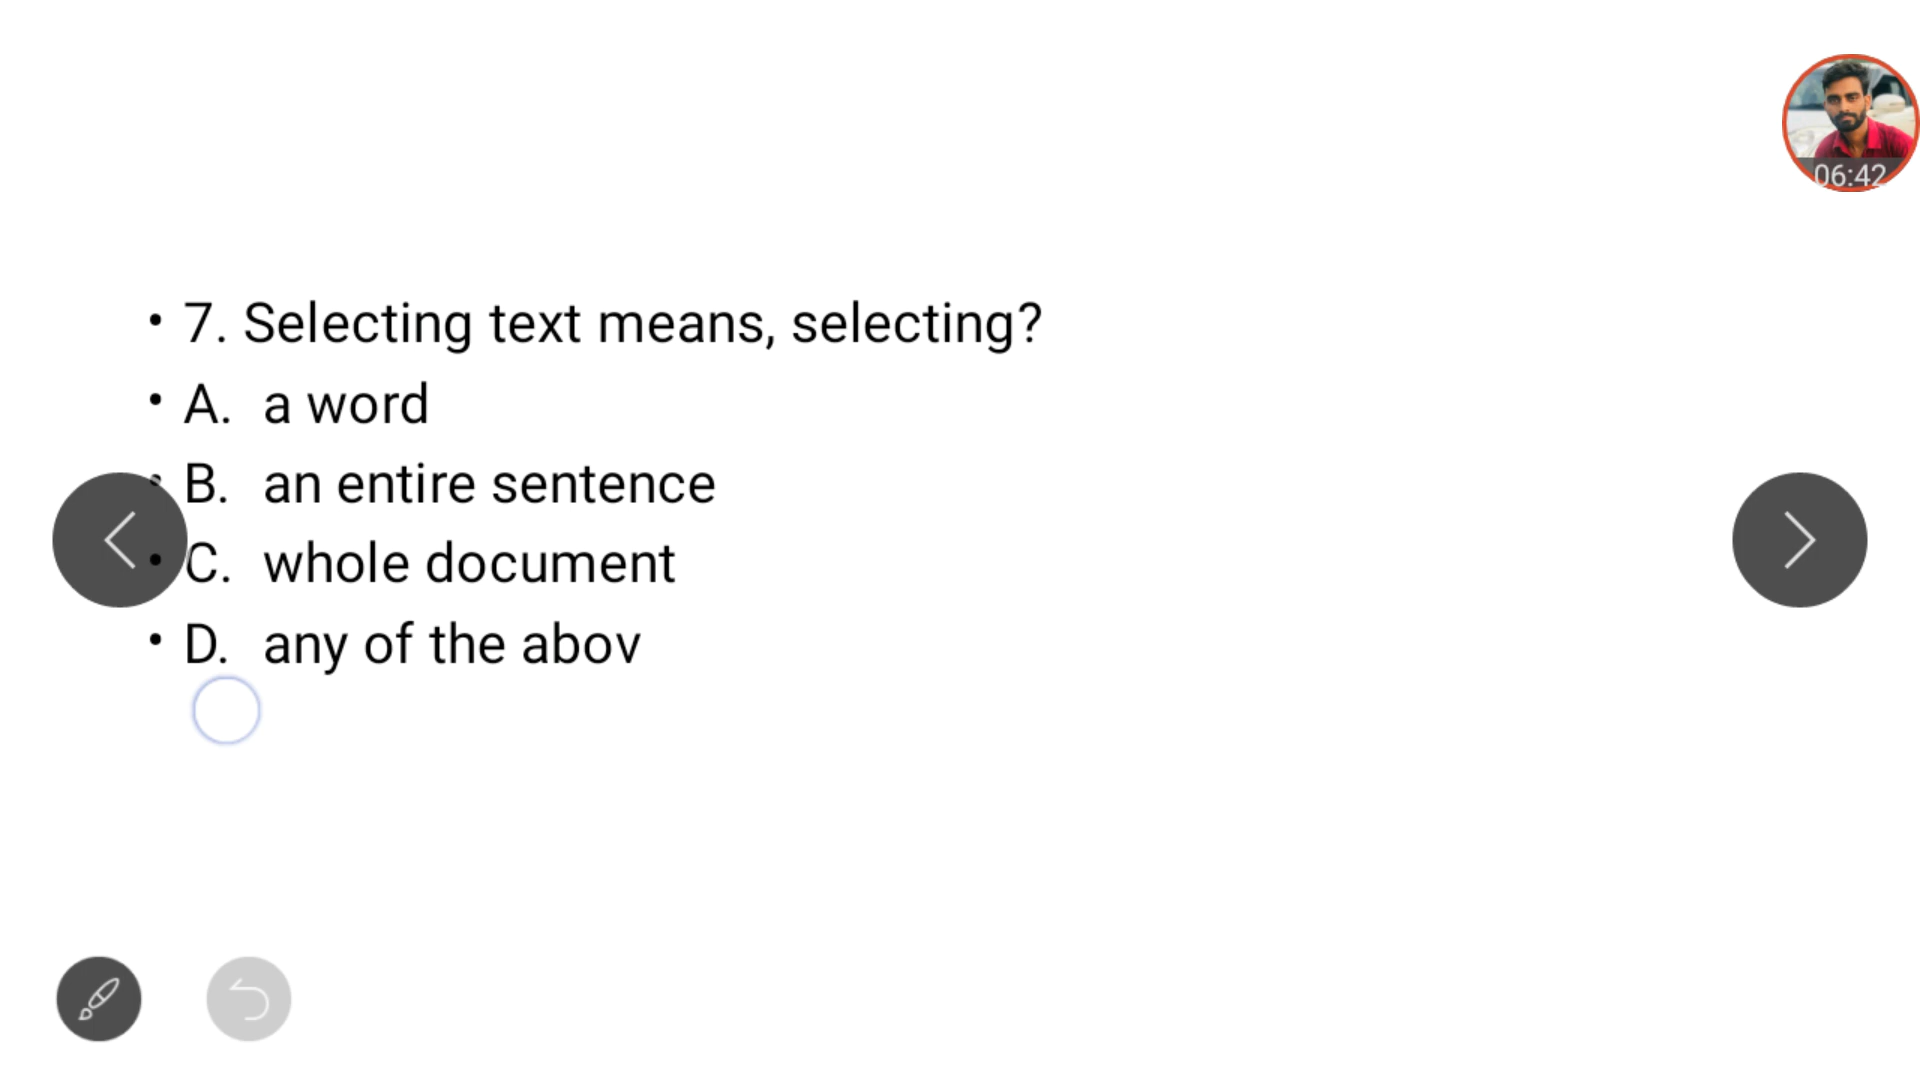 06:42
• 7. Selecting text means, selecting?
• A. a word
• B. an entire sentence
• C. whole document
• D. any of the abov